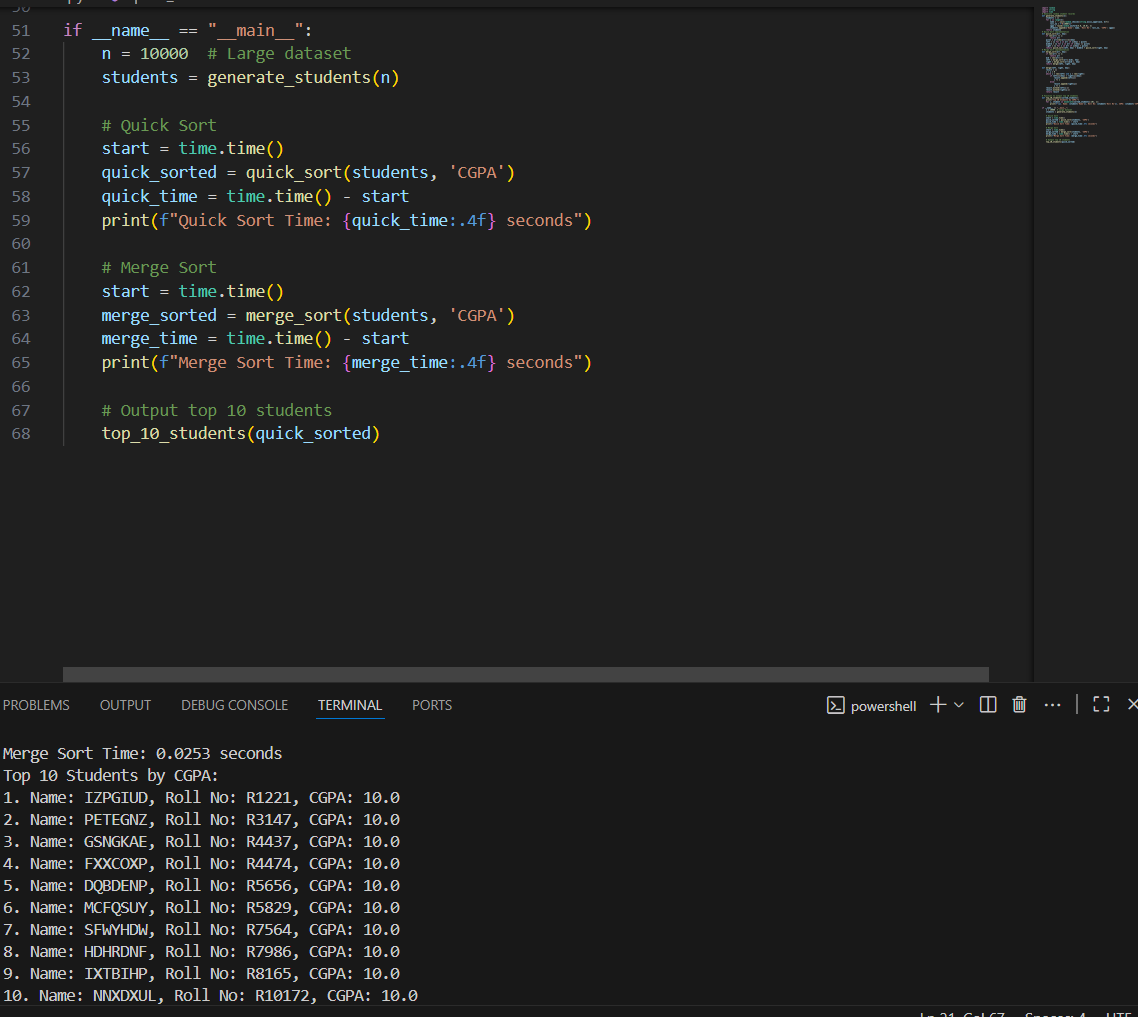 51 if __name__ == "__main__":
52     n = 10000  # Large dataset
53     students = generate_students(n)
54
55     # Quick Sort
56     start = time.time()
57     quick_sorted = quick_sort(students, 'CGPA')
58     quick_time = time.time() - start
59     print(f"Quick Sort Time: {quick_time:.4f} seconds")
60
61     # Merge Sort
62     start = time.time()
63     merge_sorted = merge_sort(students, 'CGPA')
64     merge_time = time.time() - start
65     print(f"Merge Sort Time: {merge_time:.4f} seconds")
66
67     # Output top 10 students
68     top_10_students(quick_sorted)
PROBLEMS OUTPUT DEBUG CONSOLE TERMINAL PORTS powershell
Merge Sort Time: 0.0253 seconds
Top 10 Students by CGPA:
1. Name: IZPGIUD, Roll No: R1221, CGPA: 10.0
2. Name: PETEGNZ, Roll No: R3147, CGPA: 10.0
3. Name: GSNGKAE, Roll No: R4437, CGPA: 10.0
4. Name: FXXCOXP, Roll No: R4474, CGPA: 10.0
5. Name: DQBDENP, Roll No: R5656, CGPA: 10.0
6. Name: MCFQSUY, Roll No: R5829, CGPA: 10.0
7. Name: SFWYHDW, Roll No: R7564, CGPA: 10.0
8. Name: HDHRDNF, Roll No: R7986, CGPA: 10.0
9. Name: IXTBIHP, Roll No: R8165, CGPA: 10.0
10. Name: NNXDXUL, Roll No: R10172, CGPA: 10.0